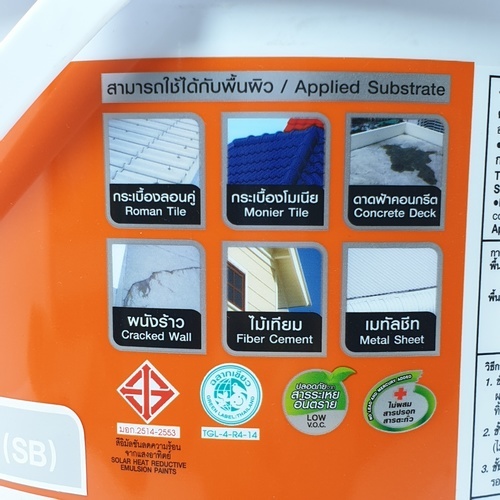 สามารถใช้ได้กับพื้นผิว / Applied Substrate
กระเบื้องลอนคู่
Roman Tile
กระเบื้องโมเนีย
Monier Tile
ดาดฟ้าคอนกรีต
Concrete Deck
ผนังร้าว
Cracked Wall
ไม้เทียม
Fiber Cement
เมทัลชีท
Metal Sheet
มอก.2514-2553
สีอิมัลชันลดความร้อน
จากแสงอาทิตย์
SOLAR HEAT REDUCTIVE
EMULSION PAINTS
ฉลากเขียว
GREEN LABEL:THAILAND
TGL-4-R4-14
ปลอดภัยจาก
สารระเหย
อันตราย
LOW
V.O.C.
NO LEAD AND MERCURY ADDED
ไม่ผสม
สารปรอท
สารตะกั่ว
(SB)